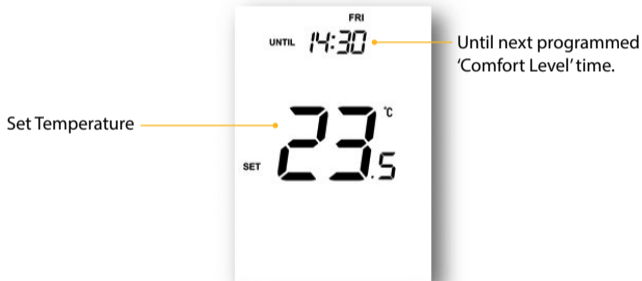 FRI
UNTIL 14:30
Until next programmed
‘Comfort Level’ time.
Set Temperature
23.5 °C
SET